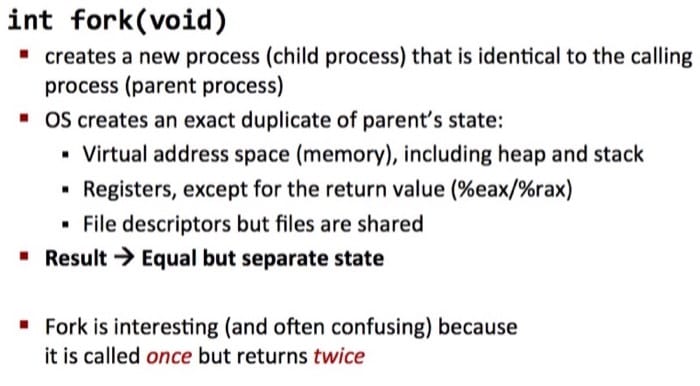 int fork(void)
▪ creates a new process (child process) that is identical to the calling
process (parent process)
▪ OS creates an exact duplicate of parent's state:
▪ Virtual address space (memory), including heap and stack
▪ Registers, except for the return value (%eax/%rax)
▪ File descriptors but files are shared
▪ Result → Equal but separate state
▪ Fork is interesting (and often confusing) because
it is called once but returns twice